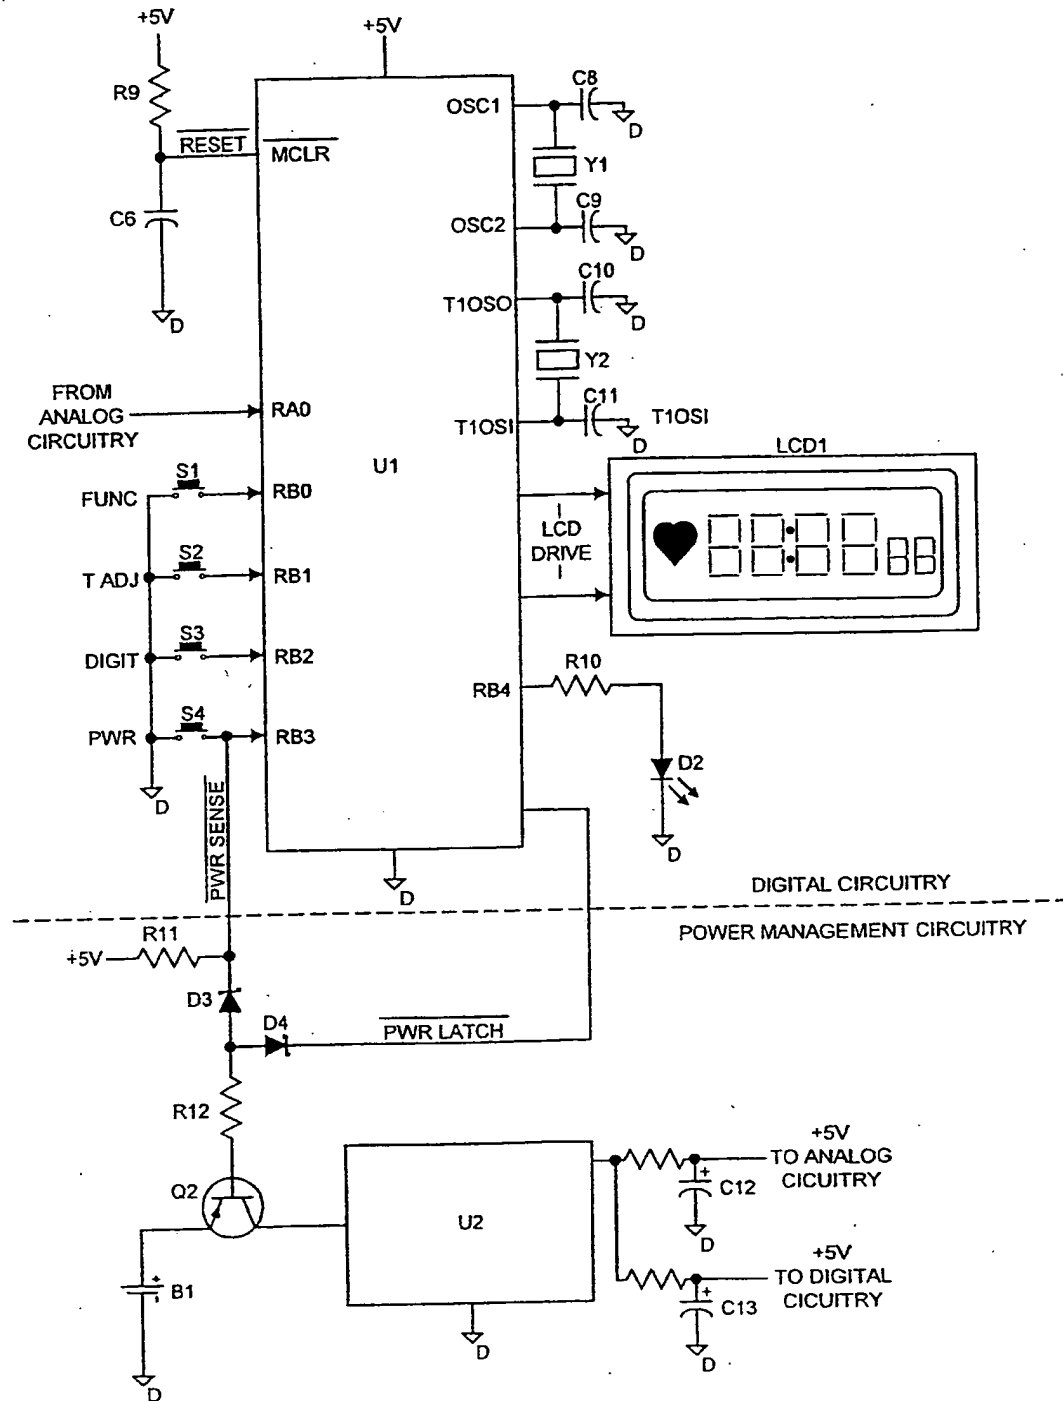 +5V
+5V
R9
RESET
MCLR
C6
D
OSC1
C8
D
Y1
OSC2
C9
D
T1OSO
C10
D
Y2
T1OSI
C11
D
T1OSI
FROM
ANALOG
CIRCUITRY
RA0
U1
LCD1
S1
FUNC
RB0
LCD
DRIVE
S2
T ADJ
RB1
S3
DIGIT
RB2
S4
PWR
RB3
D
R10
RB4
D2
D
PWR SENSE
D
DIGITAL CIRCUITRY
POWER MANAGEMENT CIRCUITRY
R11
+5V
D3
D4
PWR LATCH
R12
Q2
U2
D
B1
+
-
D
+5V
TO ANALOG
CICUITRY
+
C12
D
+5V
TO DIGITAL
CICUITRY
+
C13
D